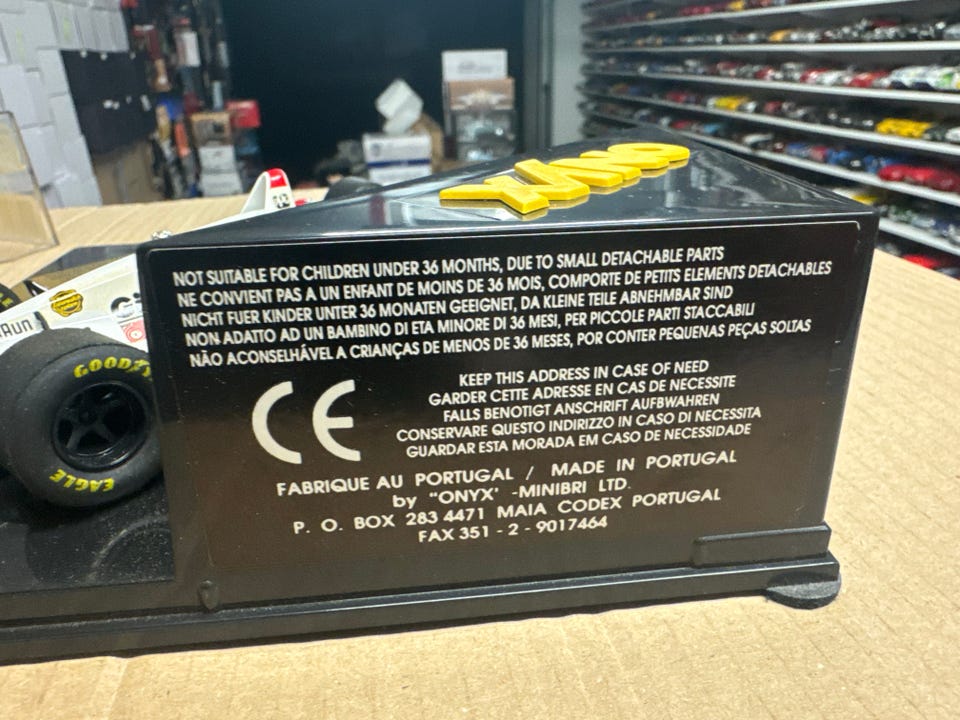 ONYX
NOT SUITABLE FOR CHILDREN UNDER 36 MONTHS, DUE TO SMALL DETACHABLE PARTS
NE CONVIENT PAS A UN ENFANT DE MOINS DE 36 MOIS, COMPORTE DE PETITS ELEMENTS DETACHABLES
NICHT FUER KINDER UNTER 36 MONATEN GEEIGNET, DA KLEINE TEILE ABNEHMBAR SIND
NON ADATTO AD UN BAMBINO DI ETA MINORE DI 36 MESI, PER PICCOLE PARTI STACCABILI
NÃO ACONSELHÁVEL A CRIANÇAS DE MENOS DE 36 MESES, POR CONTER PEQUENAS PEÇAS SOLTAS
CE
KEEP THIS ADDRESS IN CASE OF NEED
GARDER CETTE ADRESSE EN CAS DE NECESSITE
FALLS BENOTIGT ANSCHRIFT AUFBWAHREN
CONSERVARE QUESTO INDIRIZZO IN CASO DI NECESSITA
GUARDAR ESTA MORADA EM CASO DE NECESSIDADE
FABRIQUE AU PORTUGAL / MADE IN PORTUGAL
by "ONYX' -MINIBRI LTD.
P. O. BOX 283 4471 MAIA CODEX PORTUGAL
FAX 351 - 2 - 9017464
GOODY
EAGLE